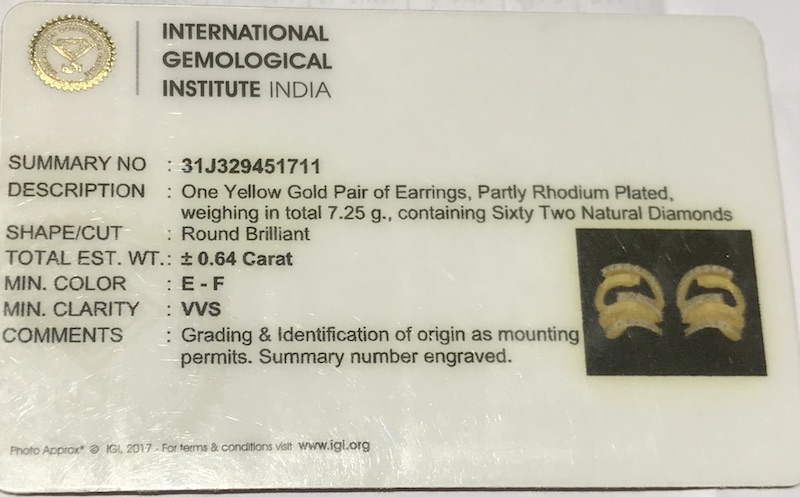 INTERNATIONAL
GEMOLOGICAL
INSTITUTE INDIA
SUMMARY NO : 31J329451711
DESCRIPTION : One Yellow Gold Pair of Earrings, Partly Rhodium Plated,
weighing in total 7.25 g., containing Sixty Two Natural Diamonds
SHAPE/CUT : Round Brilliant
TOTAL EST. WT. : ± 0.64 Carat
MIN. COLOR : E - F
MIN. CLARITY : VVS
COMMENTS : Grading & Identification of origin as mounting
permits. Summary number engraved.
Photo Approx* © IGI, 2017 - For terms & conditions visit www.igi.org